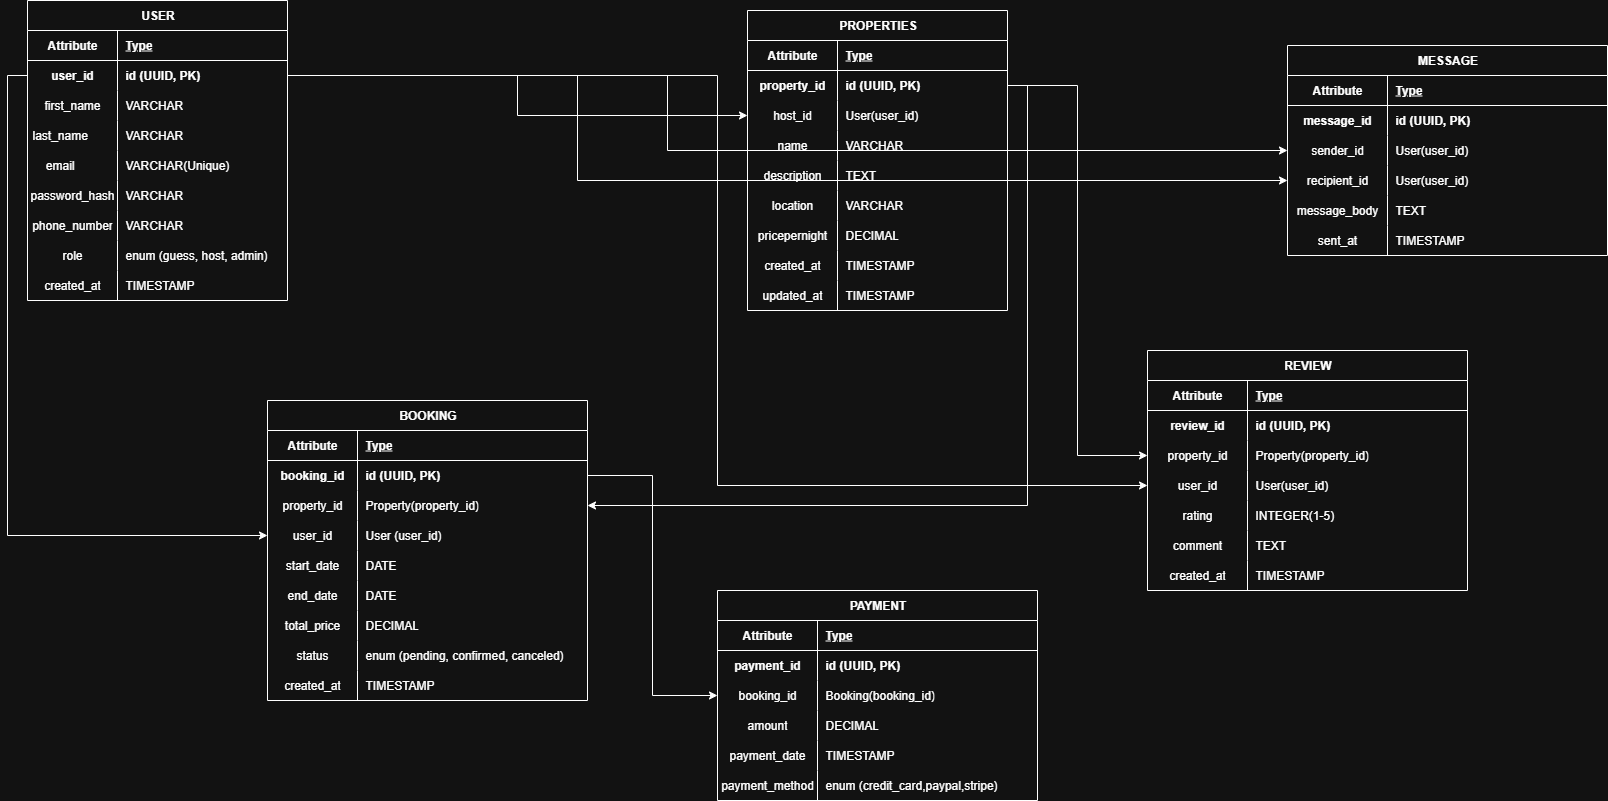 USER
Attribute Type
user_id id (UUID, PK)
first_name VARCHAR
last_name VARCHAR
email VARCHAR(Unique)
password_hash VARCHAR
phone_number VARCHAR
role enum (guess, host, admin)
created_at TIMESTAMP
PROPERTIES
Attribute Type
property_id id (UUID, PK)
host_id User(user_id)
name VARCHAR
description TEXT
location VARCHAR
pricepernight DECIMAL
created_at TIMESTAMP
updated_at TIMESTAMP
MESSAGE
Attribute Type
message_id id (UUID, PK)
sender_id User(user_id)
recipient_id User(user_id)
message_body TEXT
sent_at TIMESTAMP
BOOKING
Attribute Type
booking_id id (UUID, PK)
property_id Property(property_id)
user_id User (user_id)
start_date DATE
end_date DATE
total_price DECIMAL
status enum (pending, confirmed, canceled)
created_at TIMESTAMP
REVIEW
Attribute Type
review_id id (UUID, PK)
property_id Property(property_id)
user_id User(user_id)
rating INTEGER(1-5)
comment TEXT
created_at TIMESTAMP
PAYMENT
Attribute Type
payment_id id (UUID, PK)
booking_id Booking(booking_id)
amount DECIMAL
payment_date TIMESTAMP
payment_method enum (credit_card,paypal,stripe)